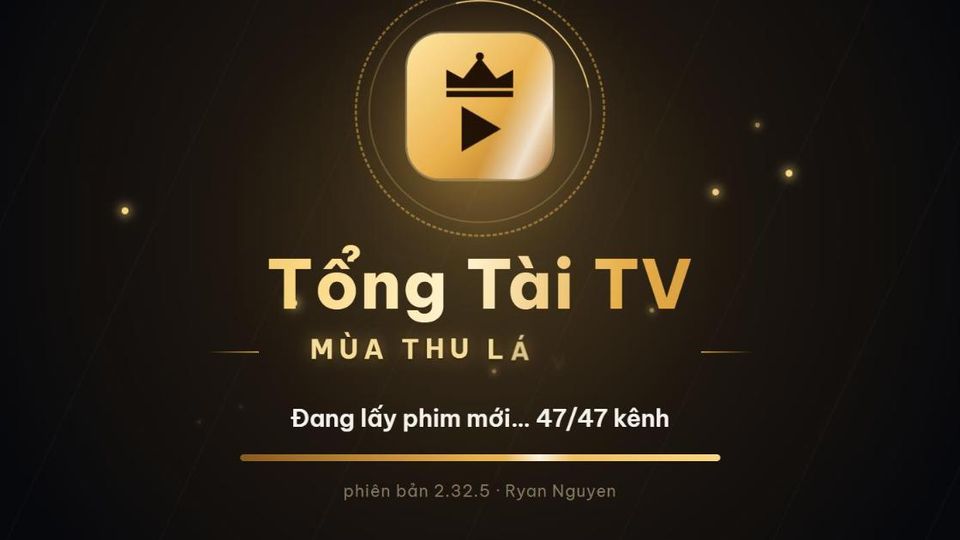 Tổng Tài TV
MÙA THU LÁ
Đang lấy phim mới... 47/47 kênh
phiên bản 2.32.5 · Ryan Nguyen